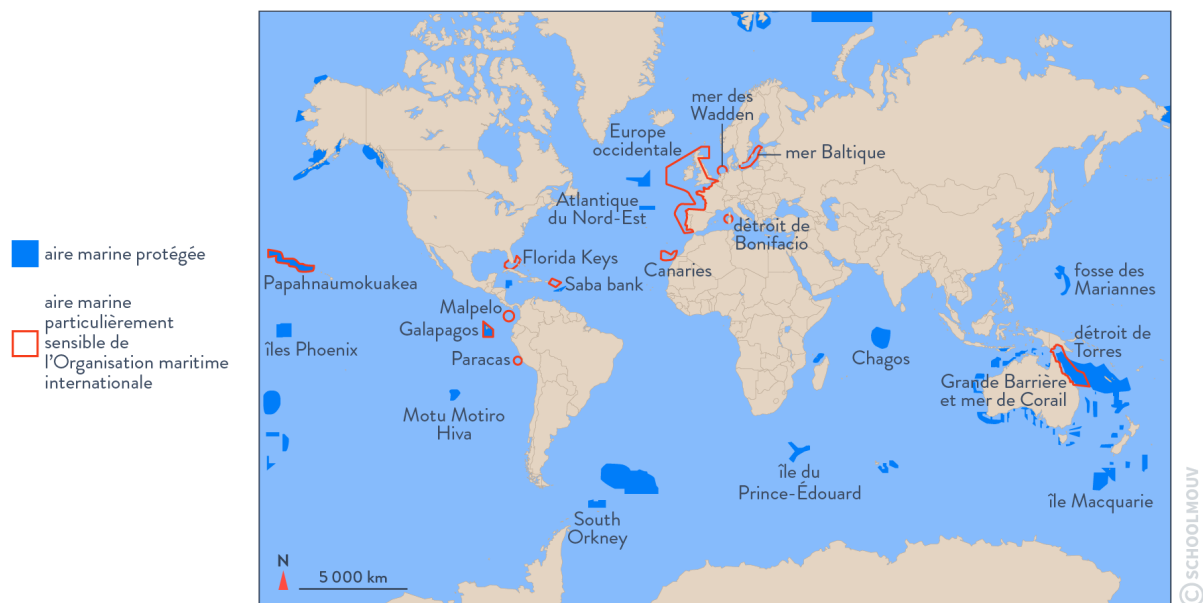 aire marine protégée
aire marine
particulièrement
sensible de
l’Organisation maritime
internationale
mer des
Wadden
Europe
occidentale
mer Baltique
Atlantique
du Nord-Est
détroit de
Bonifacio
Florida Keys
Canaries
Papahnaumokuakea
Saba bank
fosse des
Mariannes
Malpelo
Galapagos
îles Phoenix
Paracas
Chagos
détroit de
Torres
Grande Barrière
et mer de Corail
Motu Motiro
Hiva
île du
Prince-Édouard
île Macquarie
South
Orkney
N
5 000 km
© SCHOOLMOUV